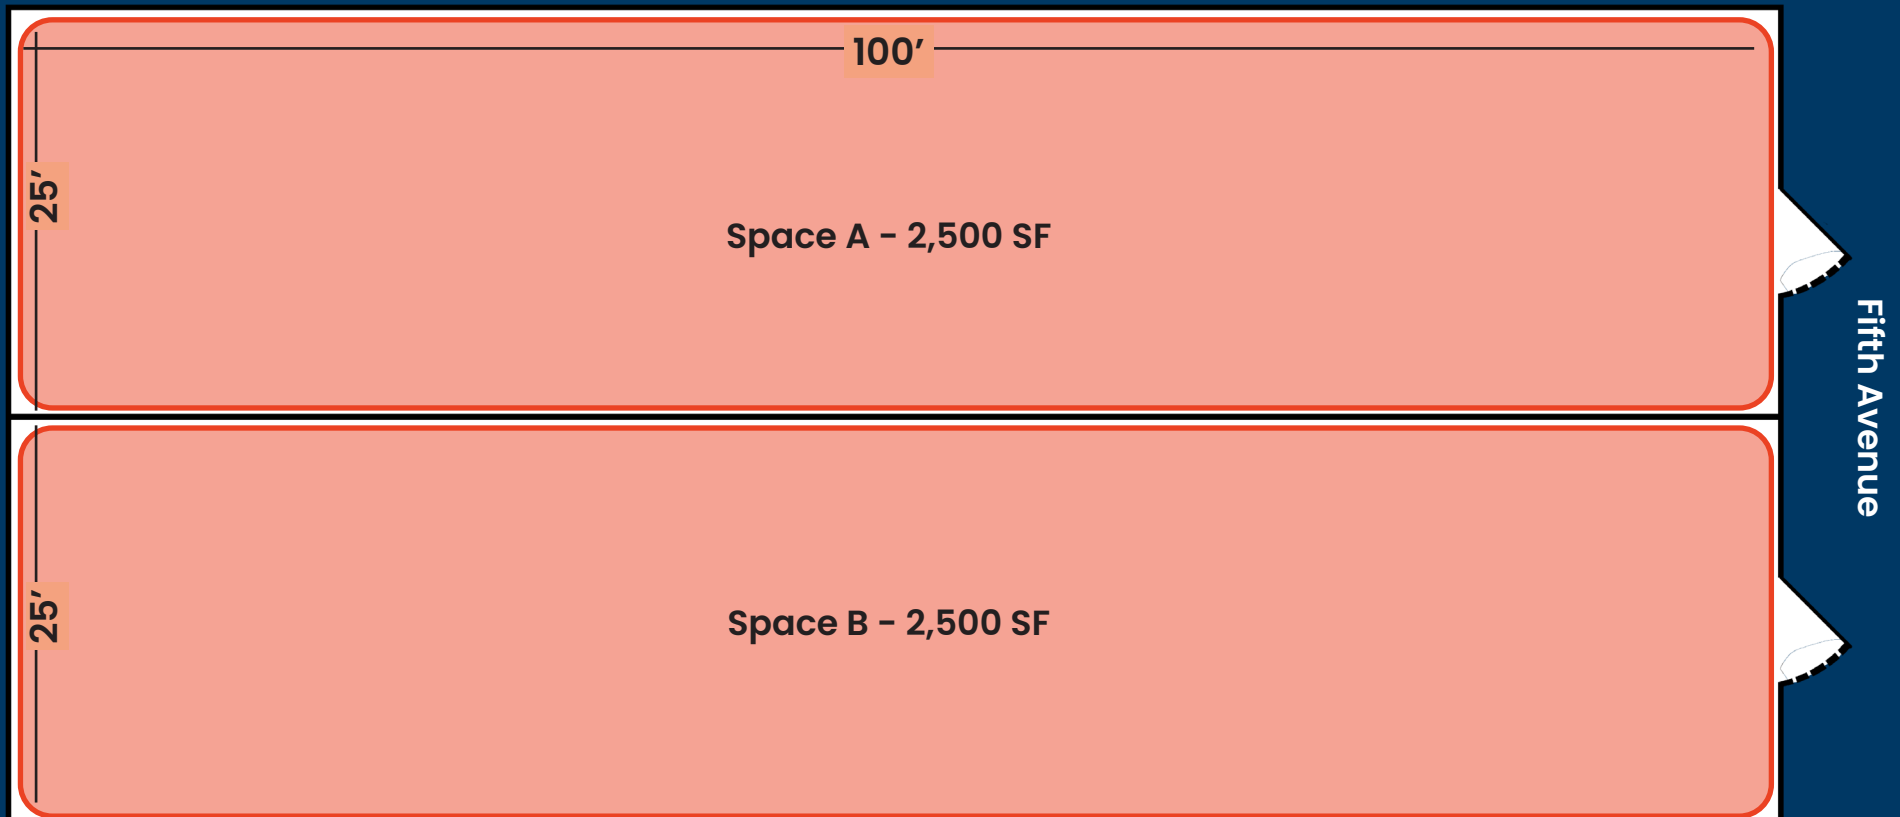 100’
25’
Space A - 2,500 SF
Fifth Avenue
25’
Space B - 2,500 SF